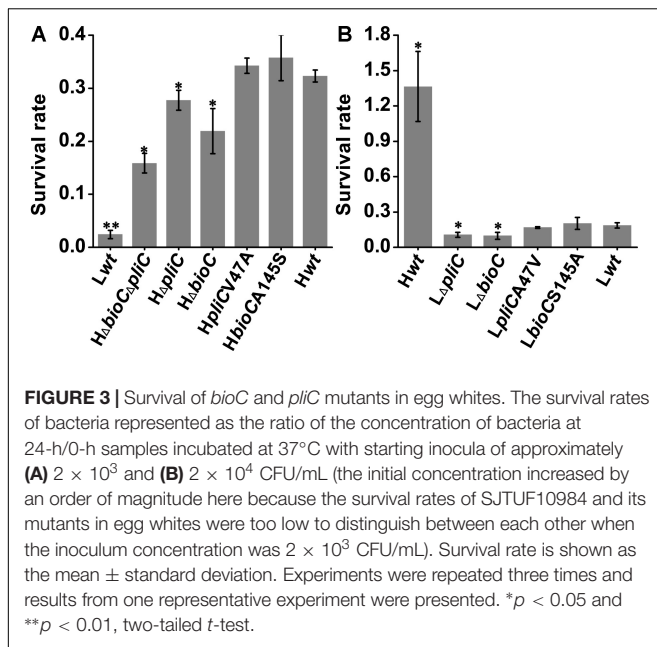 A
B
0.4
0.3
0.2
0.1
0.0
Survival rate
**
*
*
*
Lwt
HΔbioCΔpliC
HΔpliC
HΔbioC
HpliCV47A
HbioCA145S
Hwt
1.8
1.5
1.2
0.9
0.6
0.3
0.0
Survival rate
*
*
*
Hwt
LΔpliC
LΔbioC
LpliCA47V
LbioCS145A
Lwt
FIGURE 3 | Survival of bioC and pliC mutants in egg whites. The survival rates
of bacteria represented as the ratio of the concentration of bacteria at
24-h/0-h samples incubated at 37°C with starting inocula of approximately
(A) 2 × 10³ and (B) 2 × 10⁴ CFU/mL (the initial concentration increased by
an order of magnitude here because the survival rates of SJTUF10984 and its
mutants in egg whites were too low to distinguish between each other when
the inoculum concentration was 2 × 10³ CFU/mL). Survival rate is shown as
the mean ± standard deviation. Experiments were repeated three times and
results from one representative experiment were presented. *p < 0.05 and
**p < 0.01, two-tailed t-test.